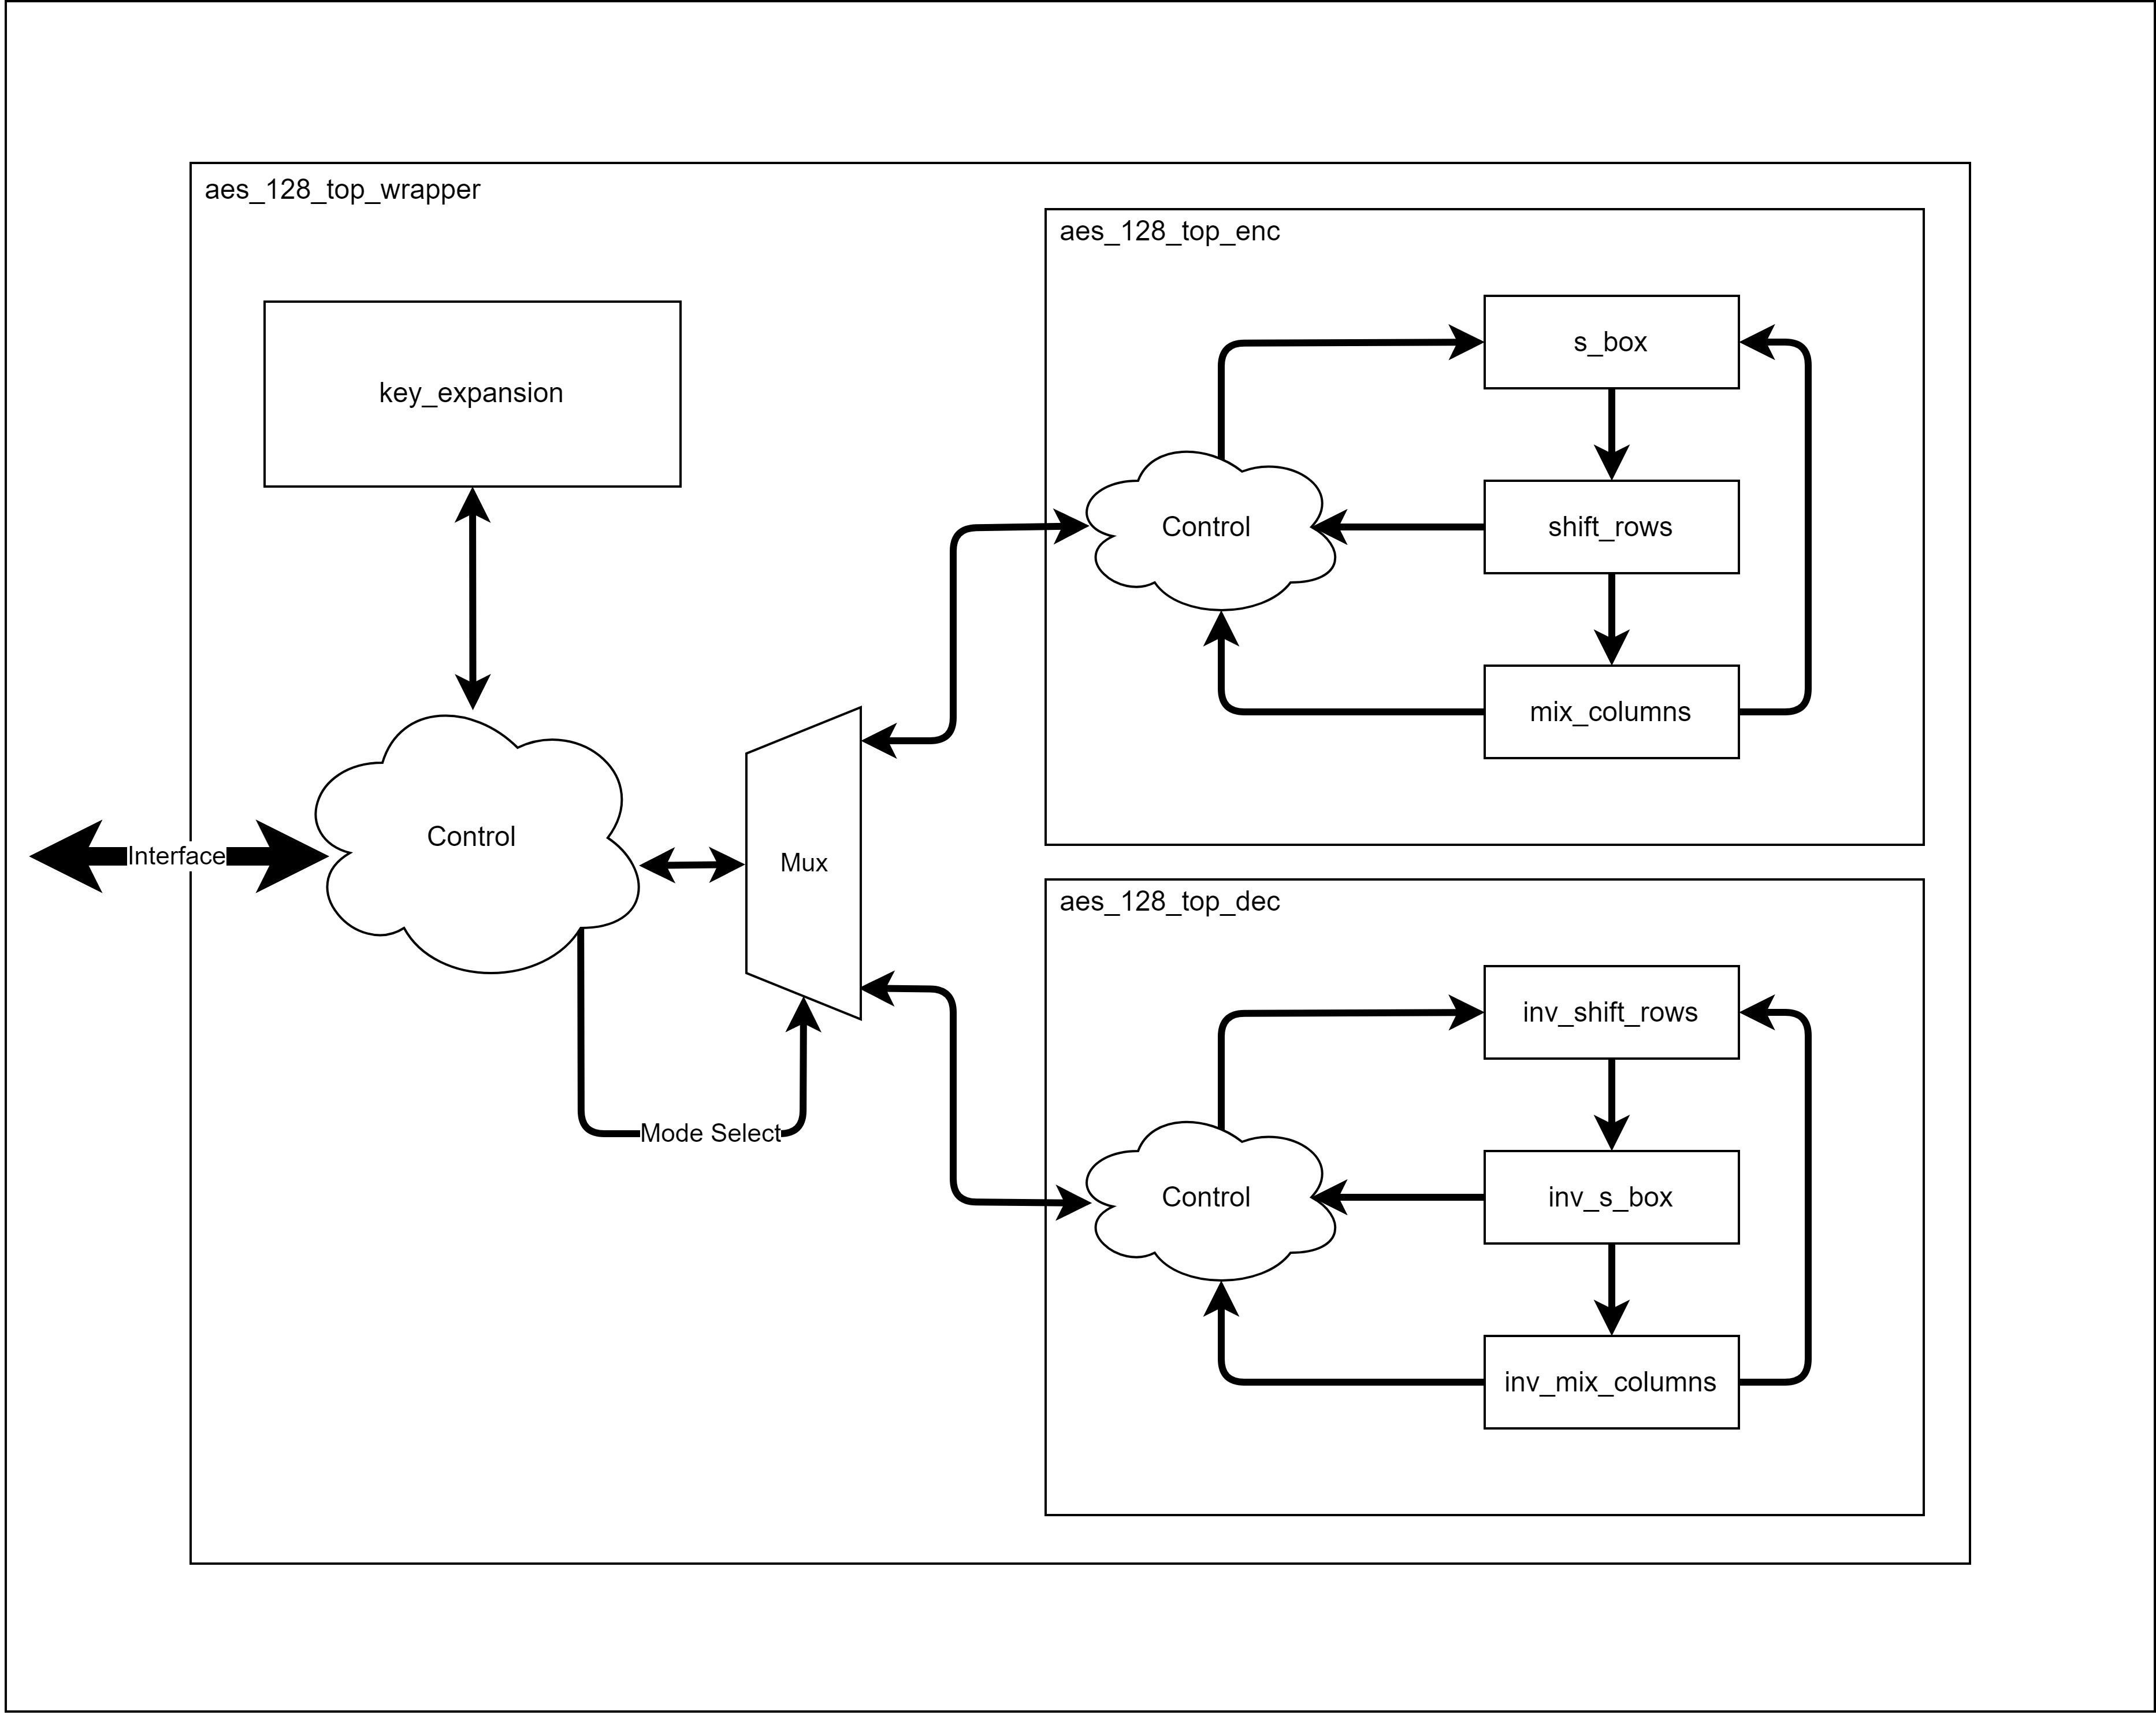 aes_128_top_wrapper
aes_128_top_enc
key_expansion
s_box
shift_rows
mix_columns
Control
Interface
Control
Mux
Mode Select
aes_128_top_dec
inv_shift_rows
Control
inv_s_box
inv_mix_columns